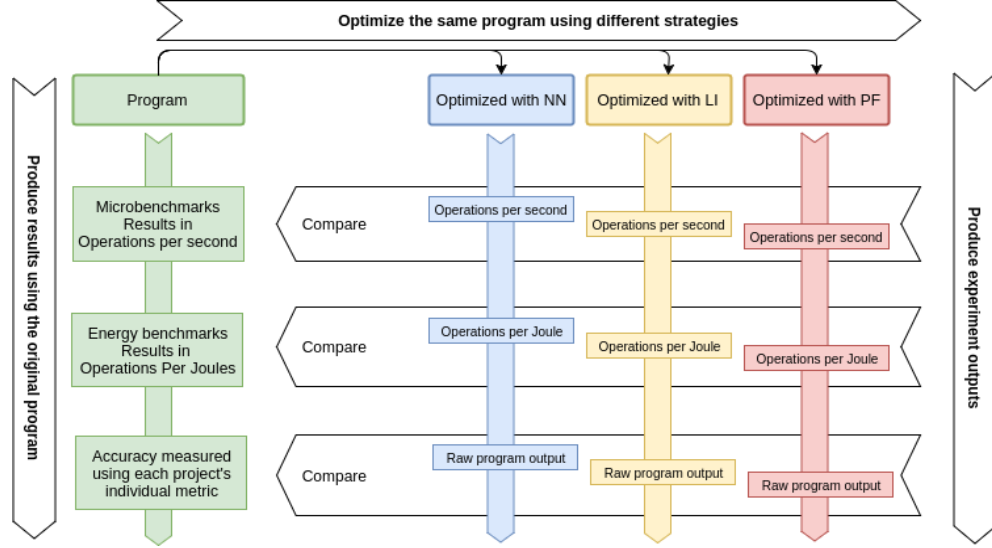 Optimize the same program using different strategies
Program
Optimized with NN
Optimized with LI
Optimized with PF
Produce results using the original program
Produce experiment outputs
Microbenchmarks
Results in
Operations per second
Compare
Operations per second
Operations per second
Operations per second
Energy benchmarks
Results in
Operations Per Joules
Compare
Operations per Joule
Operations per Joule
Operations per Joule
Accuracy measured
using each project's
individual metric
Compare
Raw program output
Raw program output
Raw program output